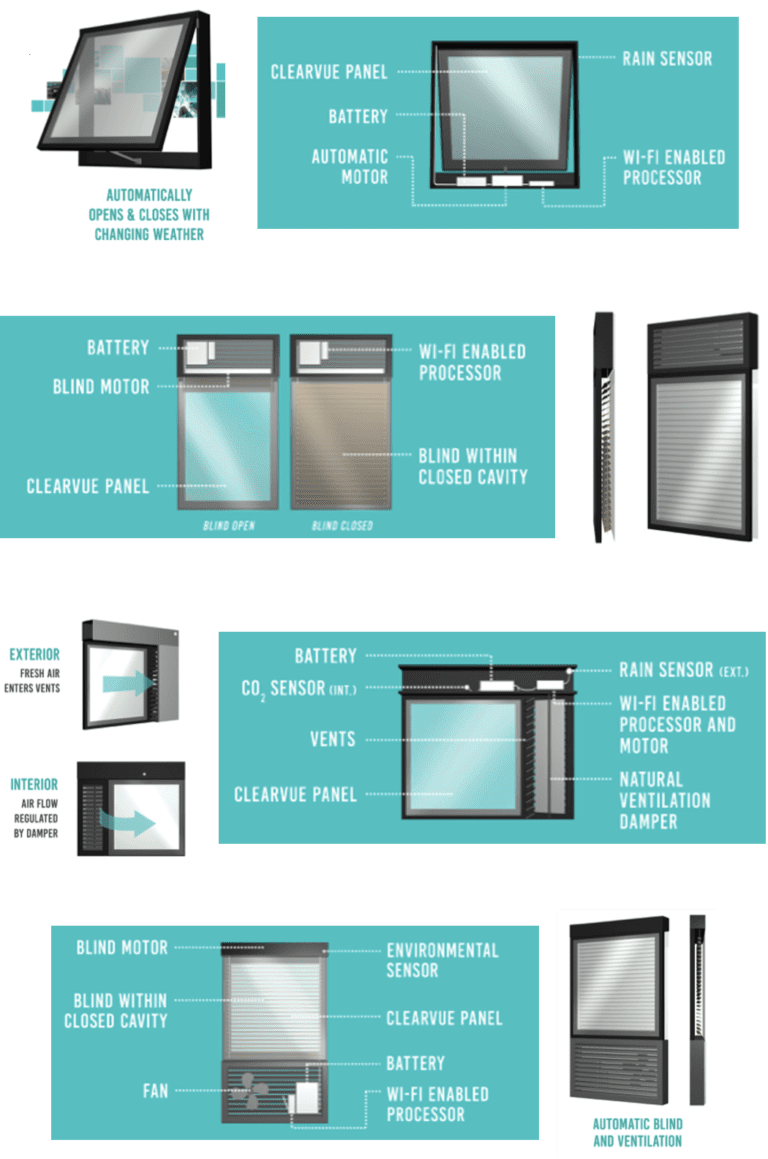 AUTOMATICALLY
OPENS & CLOSES WITH
CHANGING WEATHER
CLEARVUE PANEL
BATTERY
AUTOMATIC
MOTOR
RAIN SENSOR
WI-FI ENABLED
PROCESSOR
BATTERY
BLIND MOTOR
CLEARVUE PANEL
WI-FI ENABLED
PROCESSOR
BLIND WITHIN
CLOSED CAVITY
BLIND OPEN
BLIND CLOSED
EXTERIOR
FRESH AIR
ENTERS VENTS
INTERIOR
AIR FLOW
REGULATED
BY DAMPER
BATTERY
CO₂ SENSOR (INT.)
VENTS
CLEARVUE PANEL
RAIN SENSOR (EXT.)
WI-FI ENABLED
PROCESSOR AND
MOTOR
NATURAL
VENTILATION
DAMPER
BLIND MOTOR
BLIND WITHIN
CLOSED CAVITY
FAN
ENVIRONMENTAL
SENSOR
CLEARVUE PANEL
BATTERY
WI-FI ENABLED
PROCESSOR
AUTOMATIC BLIND
AND VENTILATION